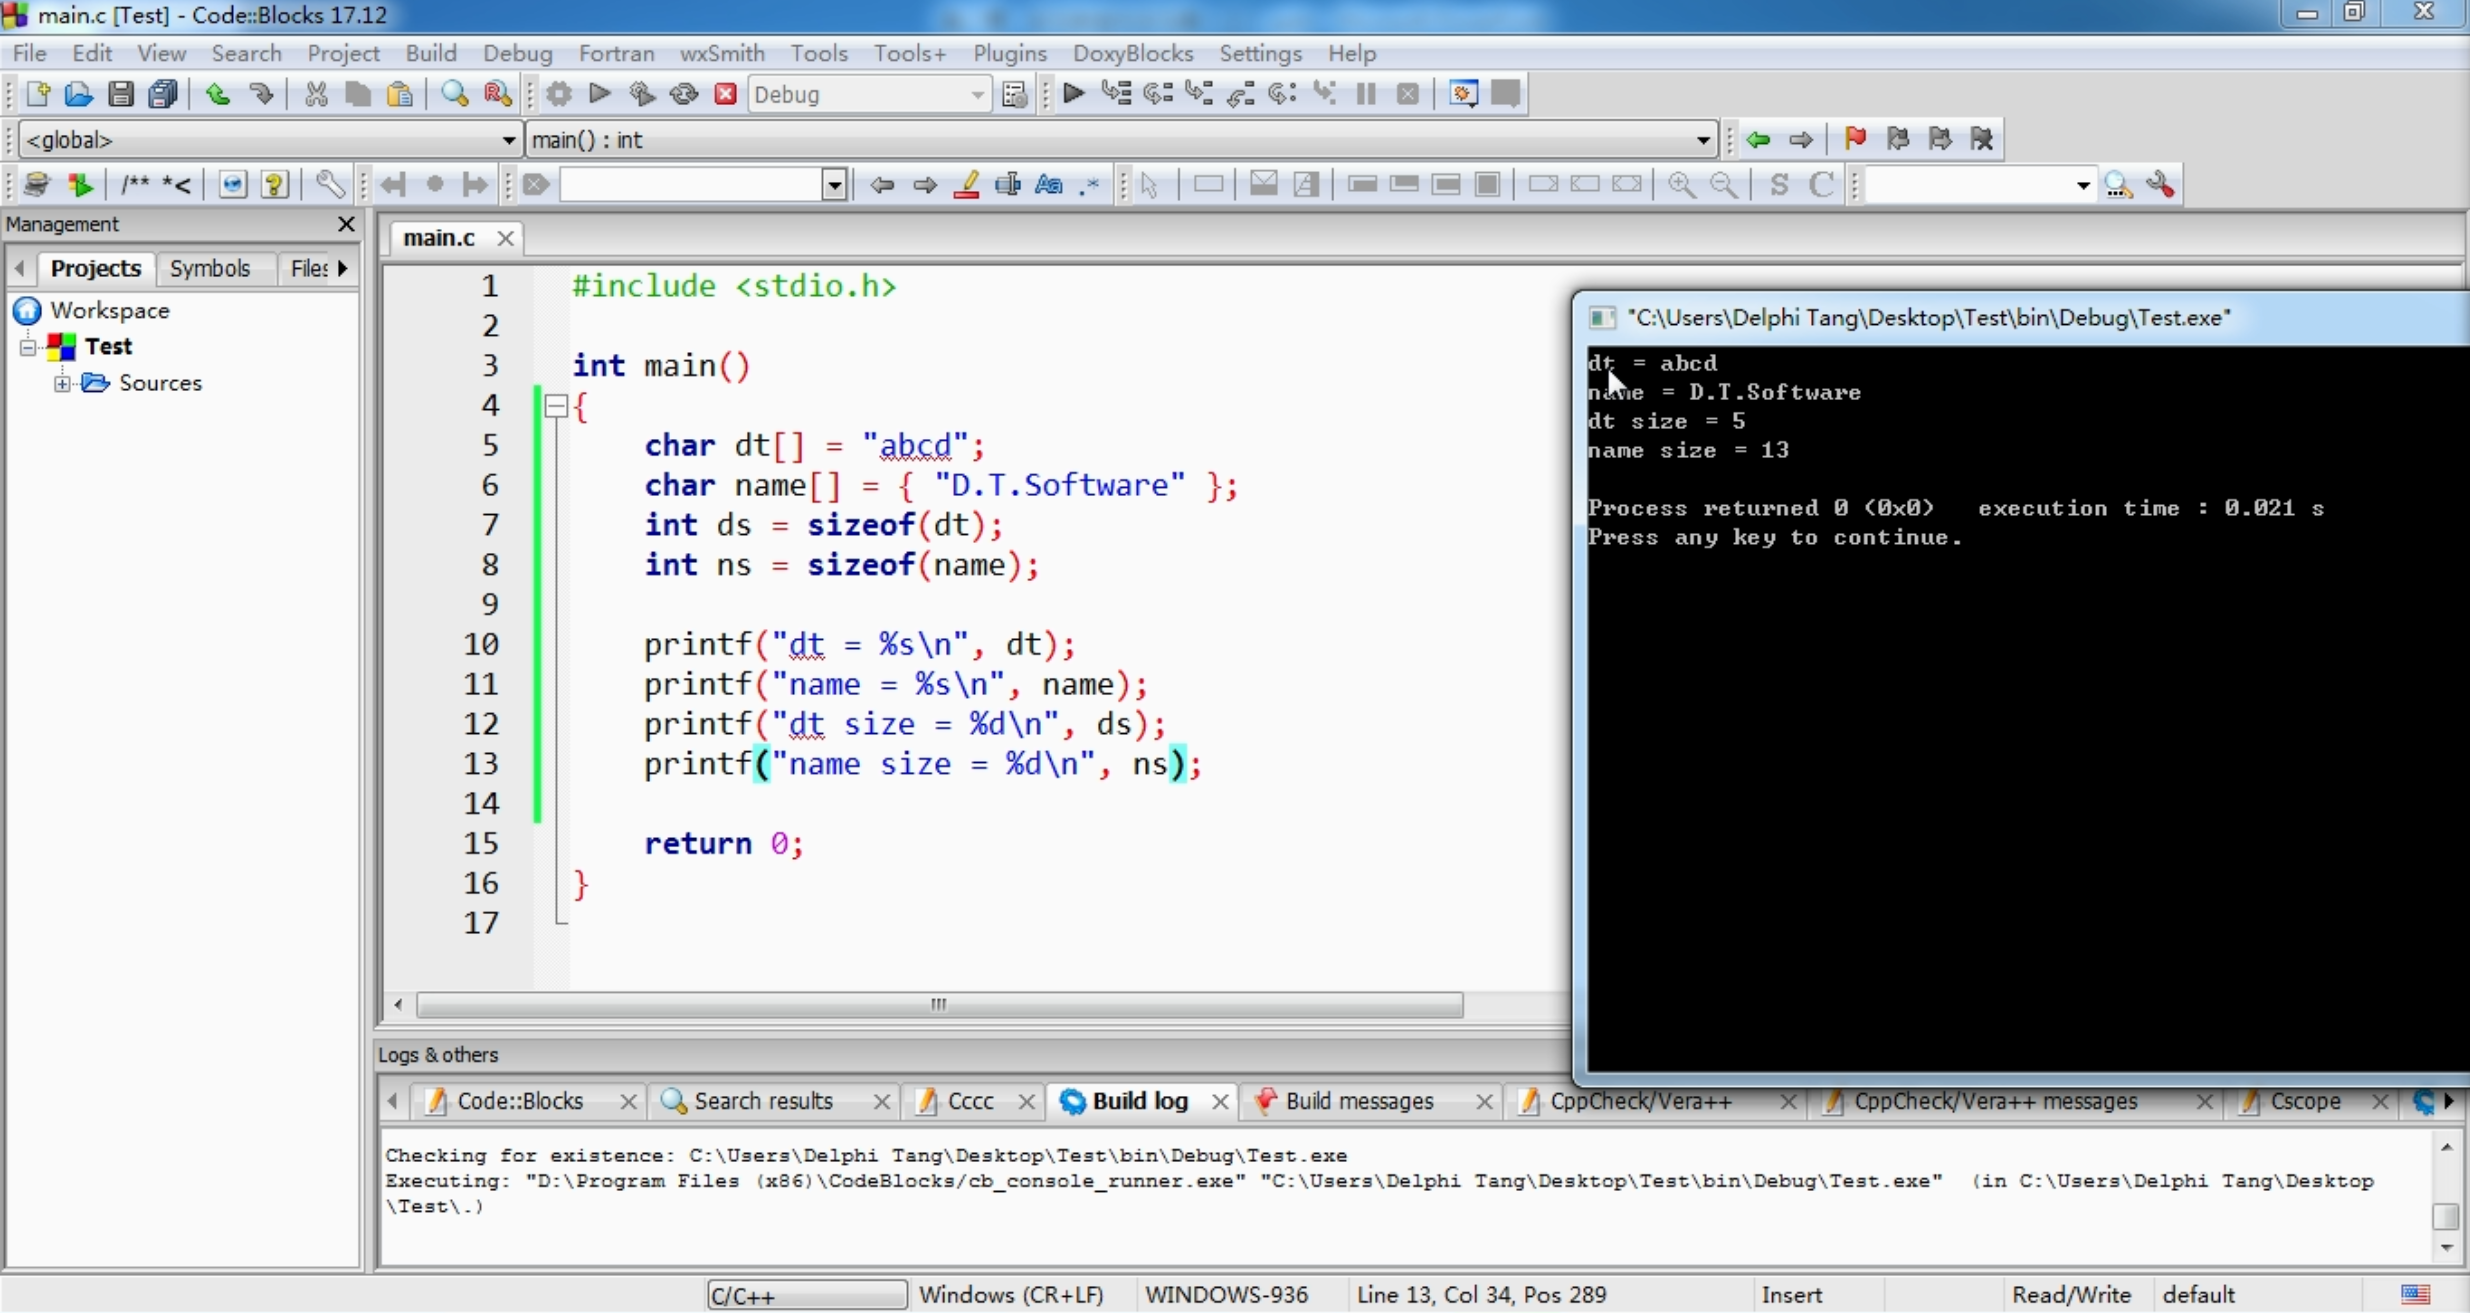 main.c [Test] - Code::Blocks 17.12
File Edit View Search Project Build Debug Fortran wxSmith Tools Tools+ Plugins DoxyBlocks Settings Help
Debug
<global> main() : int
/** *<
Aa .*
S C
Management
Projects Symbols Files
Workspace
Test
Sources
main.c
1 #include <stdio.h>
2
3 int main()
4 {
5 char dt[] = "abcd";
6 char name[] = { "D.T.Software" };
7 int ds = sizeof(dt);
8 int ns = sizeof(name);
9
10 printf("dt = %s\n", dt);
11 printf("name = %s\n", name);
12 printf("dt size = %d\n", ds);
13 printf("name size = %d\n", ns);
14
15 return 0;
16 }
17
"C:\Users\Delphi Tang\Desktop\Test\bin\Debug\Test.exe"
dt = abcd
name = D.T.Software
dt size = 5
name size = 13
Process returned 0 (0x0) execution time : 0.021 s
Press any key to continue.
Logs & others
Code::Blocks Search results Cccc Build log Build messages CppCheck/Vera++ CppCheck/Vera++ messages Cscope
Checking for existence: C:\Users\Delphi Tang\Desktop\Test\bin\Debug\Test.exe
Executing: "D:\Program Files (x86)\CodeBlocks/cb_console_runner.exe" "C:\Users\Delphi Tang\Desktop\Test\bin\Debug\Test.exe" (in C:\Users\Delphi Tang\Desktop
\Test\.)
C/C++ Windows (CR+LF) WINDOWS-936 Line 13, Col 34, Pos 289 Insert Read/Write default